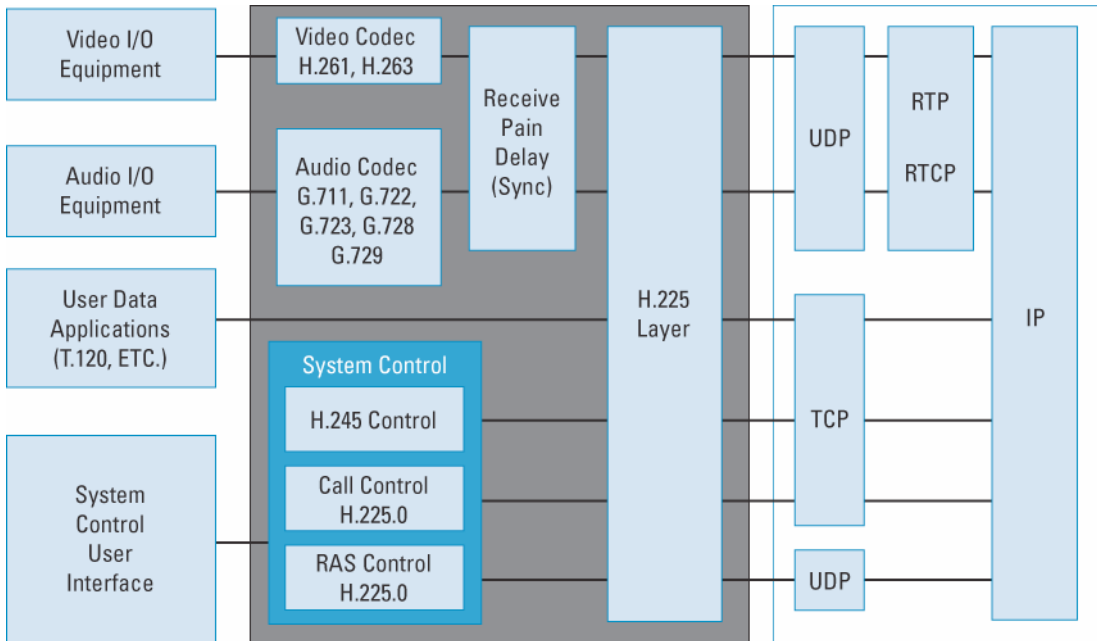 Video I/O
Equipment
Audio I/O
Equipment
User Data
Applications
(T.120, ETC.)
System
Control
User
Interface
Video Codec
H.261, H.263
Audio Codec
G.711, G.722,
G.723, G.728
G.729
System Control
H.245 Control
Call Control
H.225.0
RAS Control
H.225.0
Receive
Pain
Delay
(Sync)
H.225
Layer
UDP
TCP
UDP
RTP
RTCP
IP